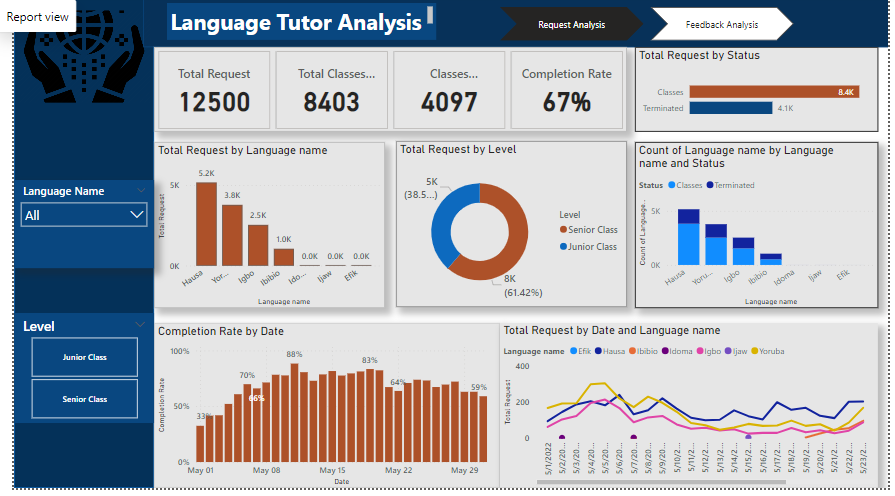 Report view
Language Tutor Analysis
Request Analysis
Feedback Analysis
Total Request
12500
Total Classes...
8403
Classes...
4097
Completion Rate
67%
Total Request by Status
Classes
8.4K
Terminated
4.1K
Language Name
All
Level
Junior Class
Senior Class
Total Request by Language name
Total Request
5K
0K
5.2K
3.8K
2.5K
1.0K
0.0K
0.0K
0.0K
Hausa
Yor...
Igbo
Ibibio
Ido...
Ijaw
Efik
Language name
Total Request by Level
5K
(38.5...)
8K
(61.42%)
Level
Senior Class
Junior Class
Count of Language name by Language
name and Status
Status Classes Terminated
Count of Language...
5K
0K
Hausa
Yoru...
Igbo
Ibibio
Idoma
Ijaw
Efik
Language name
Completion Rate by Date
Completion Rate
100%
50%
0%
33%
70%
66%
88%
83%
64%
59%
May 01
May 08
May 15
May 22
May 29
Date
Total Request by Date and Language name
Language name Efik Hausa Ibibio Idoma Igbo Ijaw Yoruba
Total Request
400
200
0
5/1/2022
5/2/20...
5/3/20...
5/4/20...
5/5/20...
5/6/20...
5/7/20...
5/8/20...
5/9/20...
5/10/2...
5/11/2...
5/12/2...
5/13/2...
5/14/2...
5/15/2...
5/16/2...
5/17/2...
5/18/2...
5/19/2...
5/20/2...
5/21/2...
5/22/2...
5/23/2...